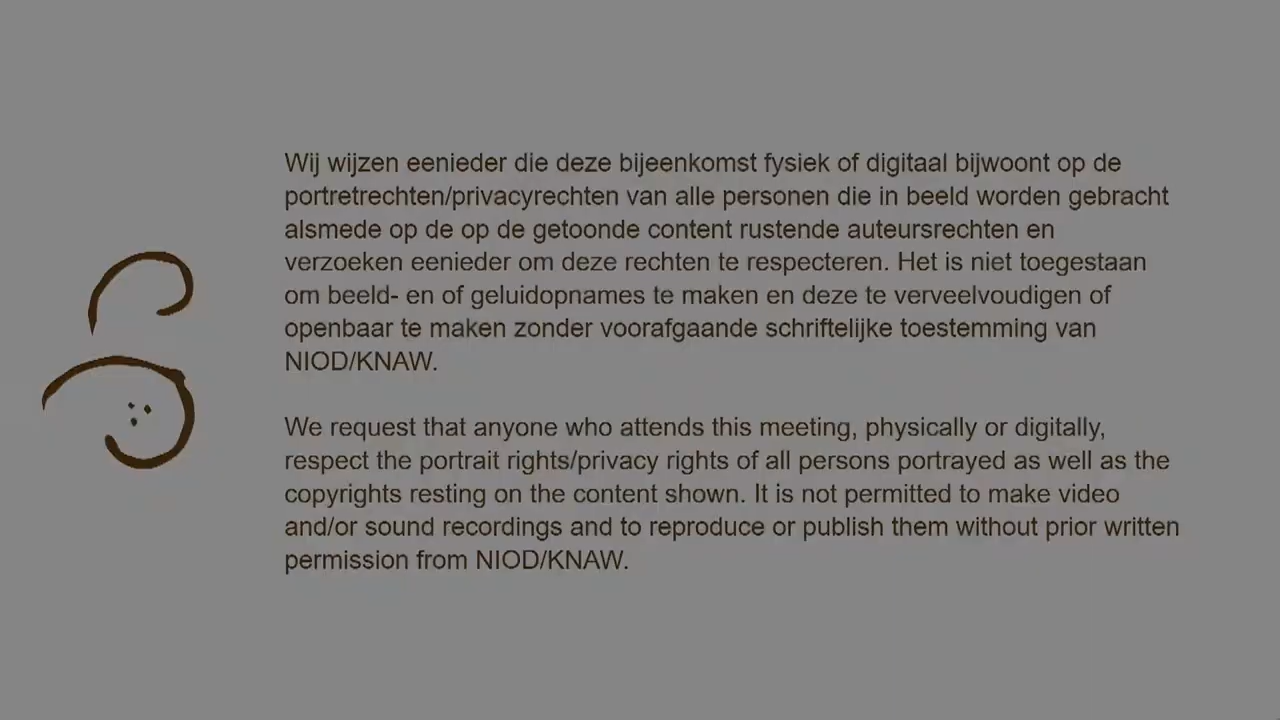 Wij wijzen eenieder die deze bijeenkomst fysiek of digitaal bijwoont op de
portretrechten/privacyrechten van alle personen die in beeld worden gebracht
alsmede op de op de getoonde content rustende auteursrechten en
verzoeken eenieder om deze rechten te respecteren. Het is niet toegestaan
om beeld- en of geluidopnames te maken en deze te verveelvoudigen of
openbaar te maken zonder voorafgaande schriftelijke toestemming van
NIOD/KNAW.
We request that anyone who attends this meeting, physically or digitally,
respect the portrait rights/privacy rights of all persons portrayed as well as the
copyrights resting on the content shown. It is not permitted to make video
and/or sound recordings and to reproduce or publish them without prior written
permission from NIOD/KNAW.